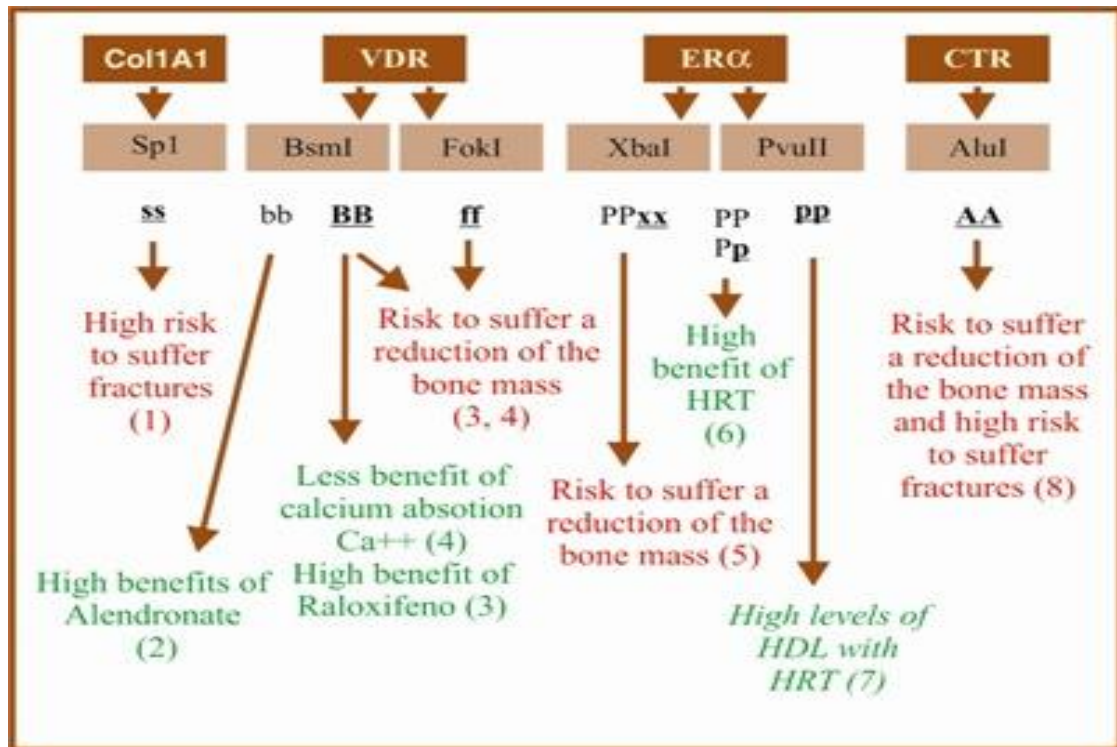 Col1A1
VDR
ERα
CTR
Sp1
BsmI
FokI
XbaI
PvuII
AluI
ss
bb
BB
ff
PPxx
PP
Pp
pp
AA
High risk
to suffer
fractures
(1)
High benefits of
Alendronate
(2)
Less benefit of
calcium absotion
Ca++ (4)
High benefit of
Raloxifeno (3)
Risk to suffer a
reduction of the
bone mass
(3, 4)
Risk to suffer a
reduction of the
bone mass (5)
High
benefit of
HRT
(6)
High levels of
HDL with
HRT (7)
Risk to suffer
a reduction of
the bone mass
and high risk
to suffer
fractures (8)